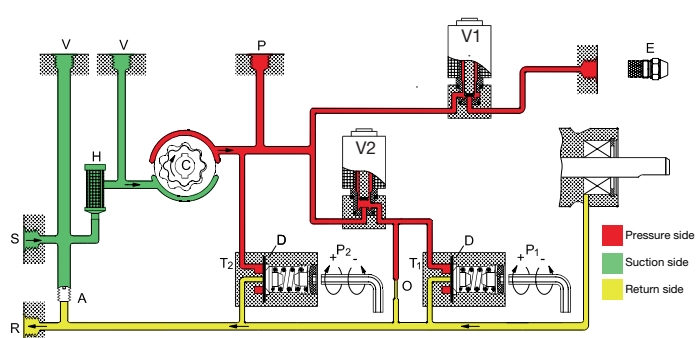 V1
V
V
P
E
V2
H
C
S
D
D
Pressure side
P2
P1
T2
T1
+
-
+
-
Suction side
O
Return side
A
R